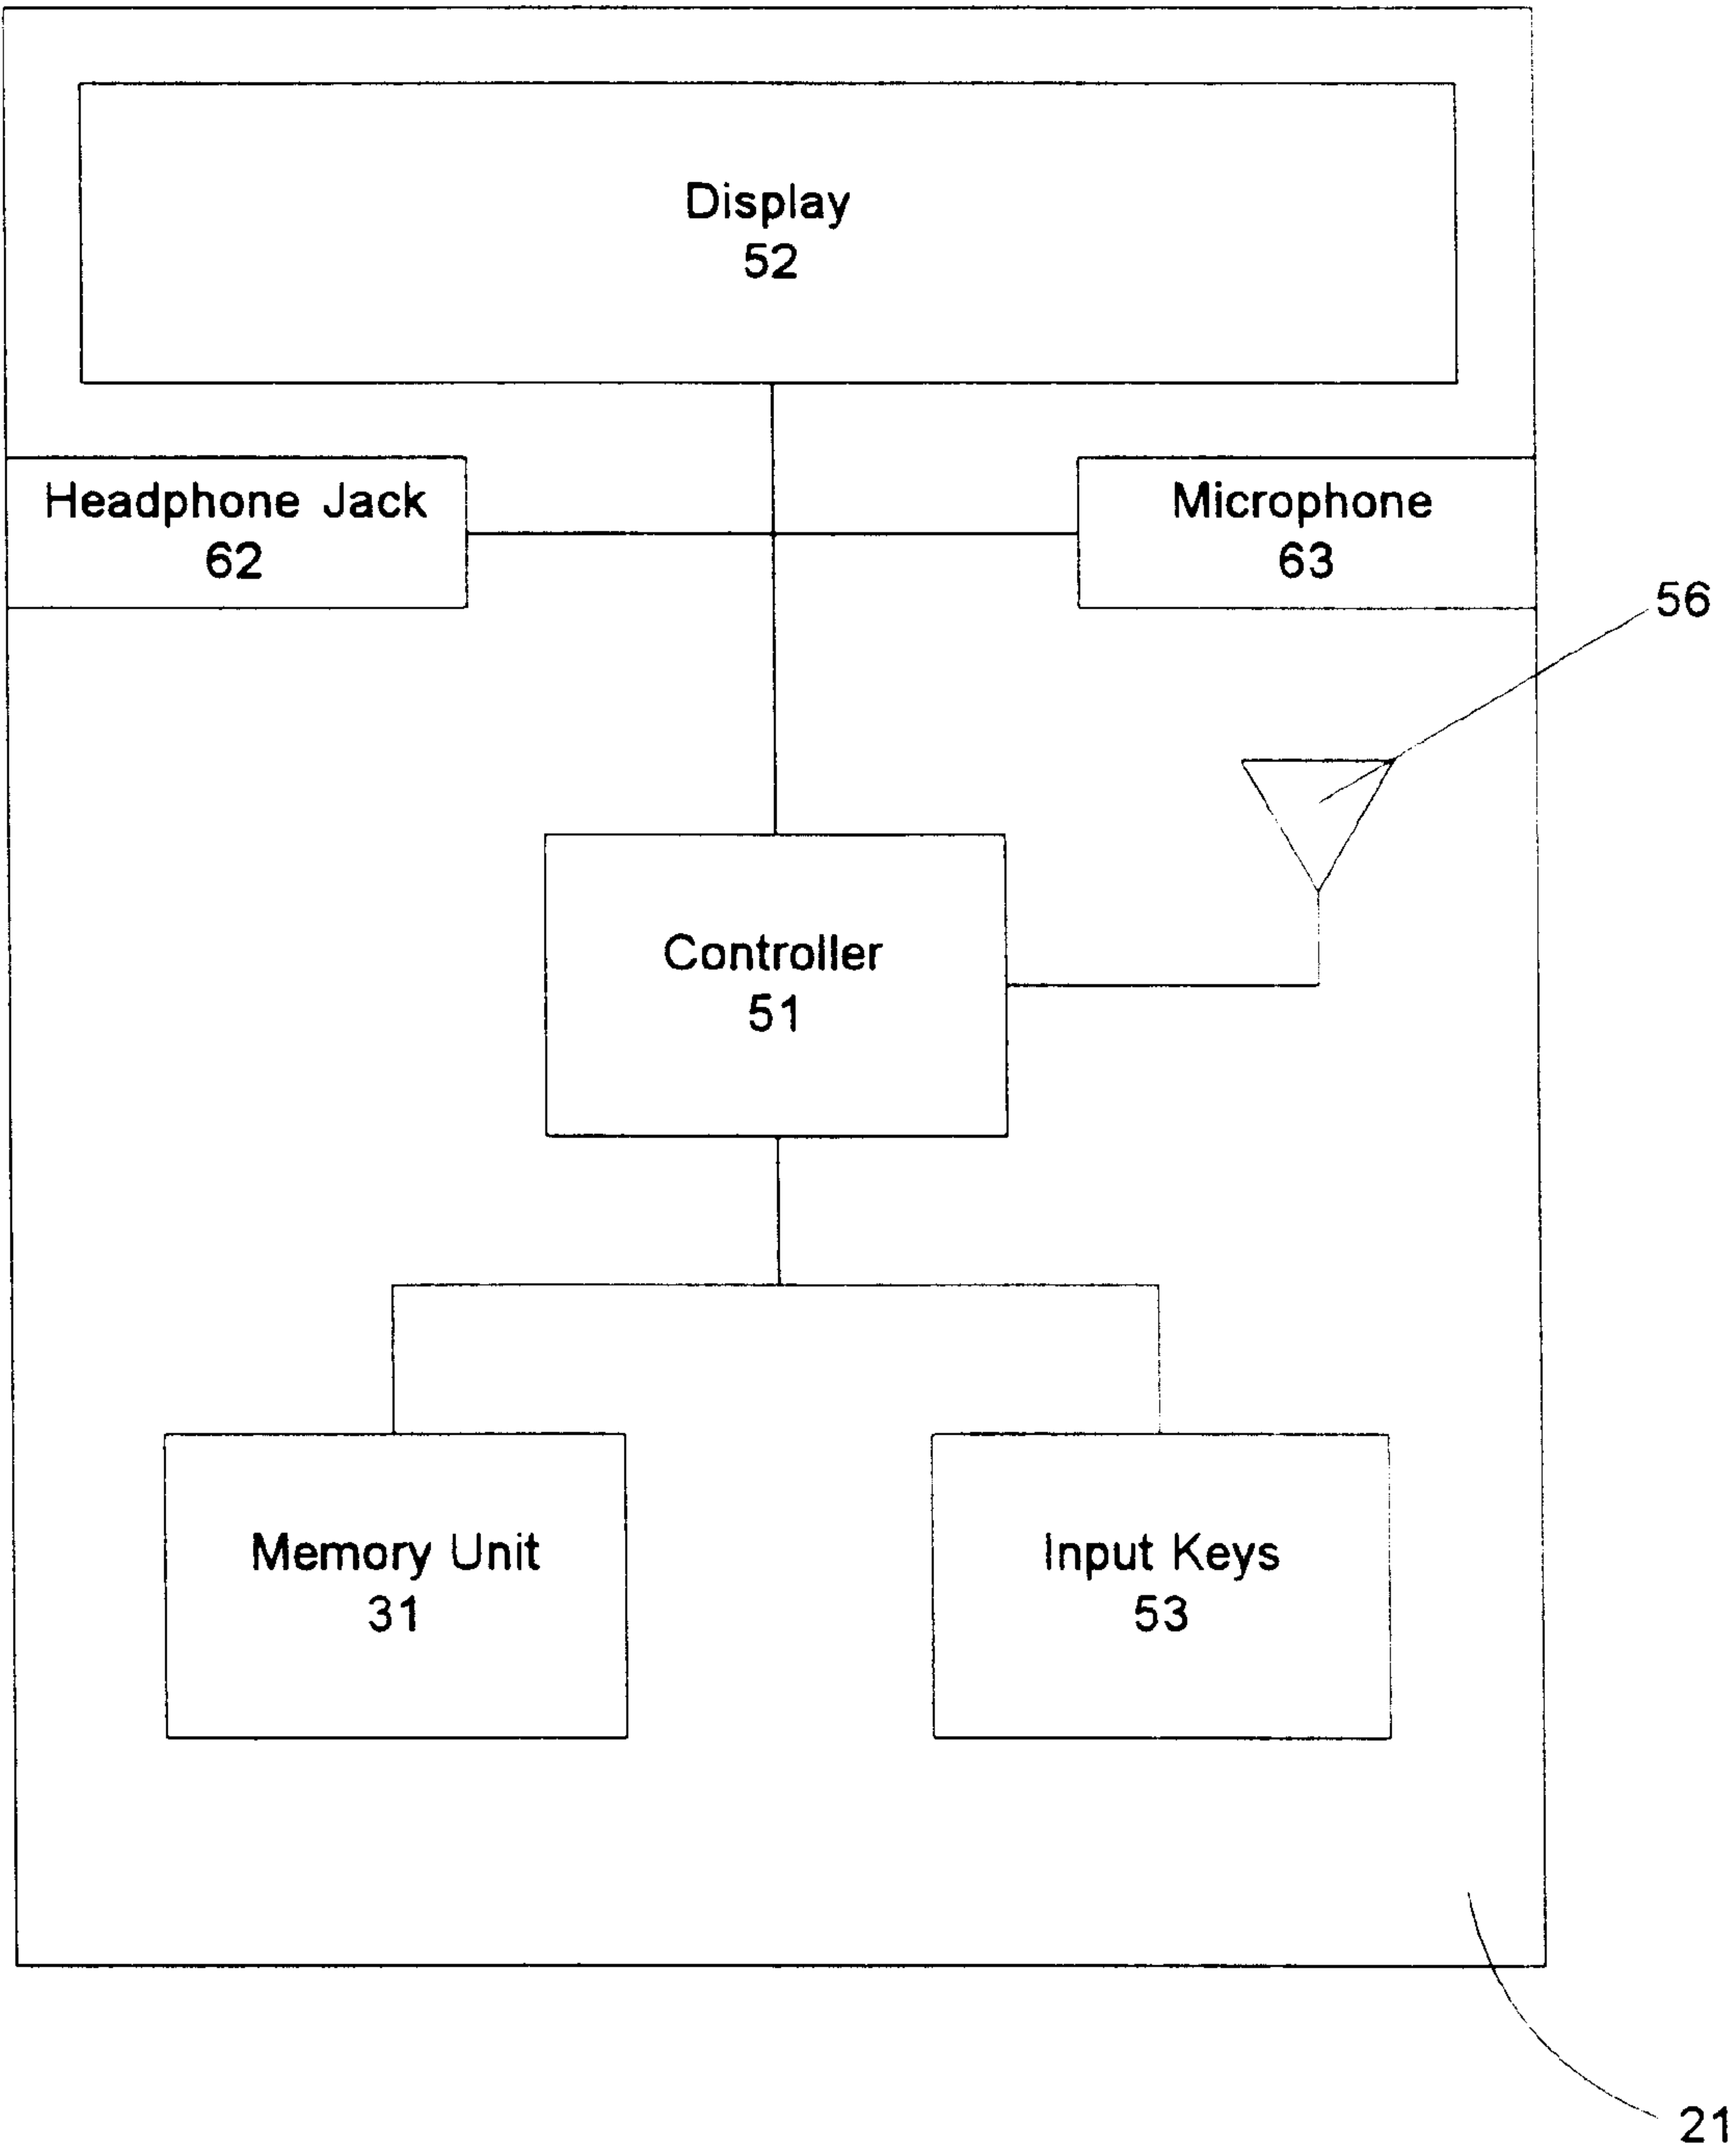 Display
52
Headphone Jack
62
Microphone
63
56
Controller
51
Memory Unit
31
Input Keys
53
21